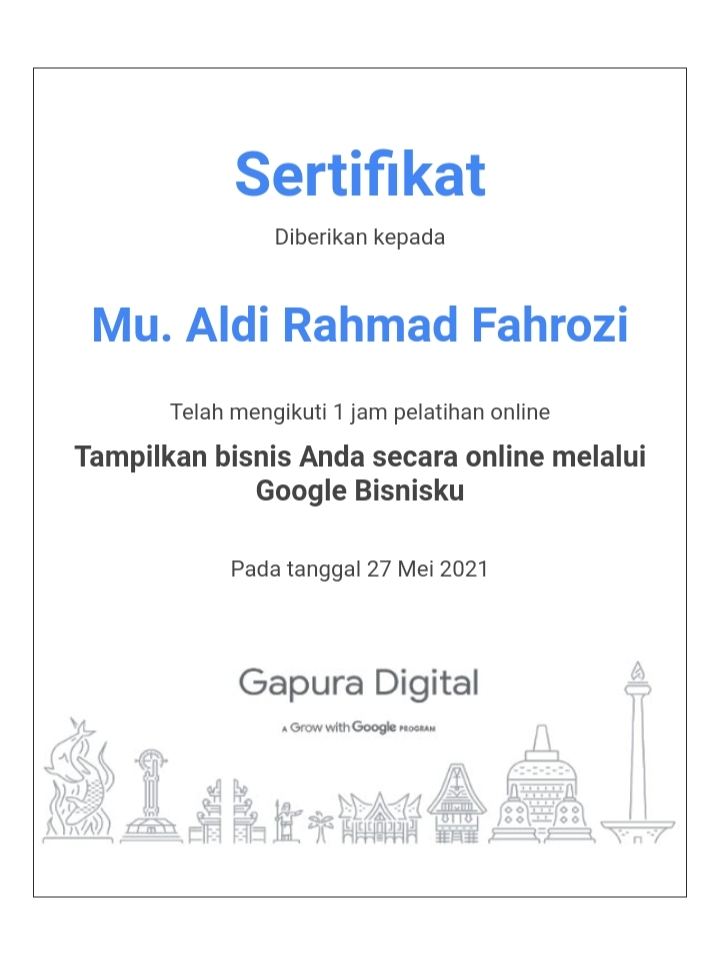 Sertifikat
Diberikan kepada
Mu. Aldi Rahmad Fahrozi
Telah mengikuti 1 jam pelatihan online
Tampilkan bisnis Anda secara online melalui
Google Bisnisku
Pada tanggal 27 Mei 2021
Gapura Digital
A Grow with Google PROGRAM